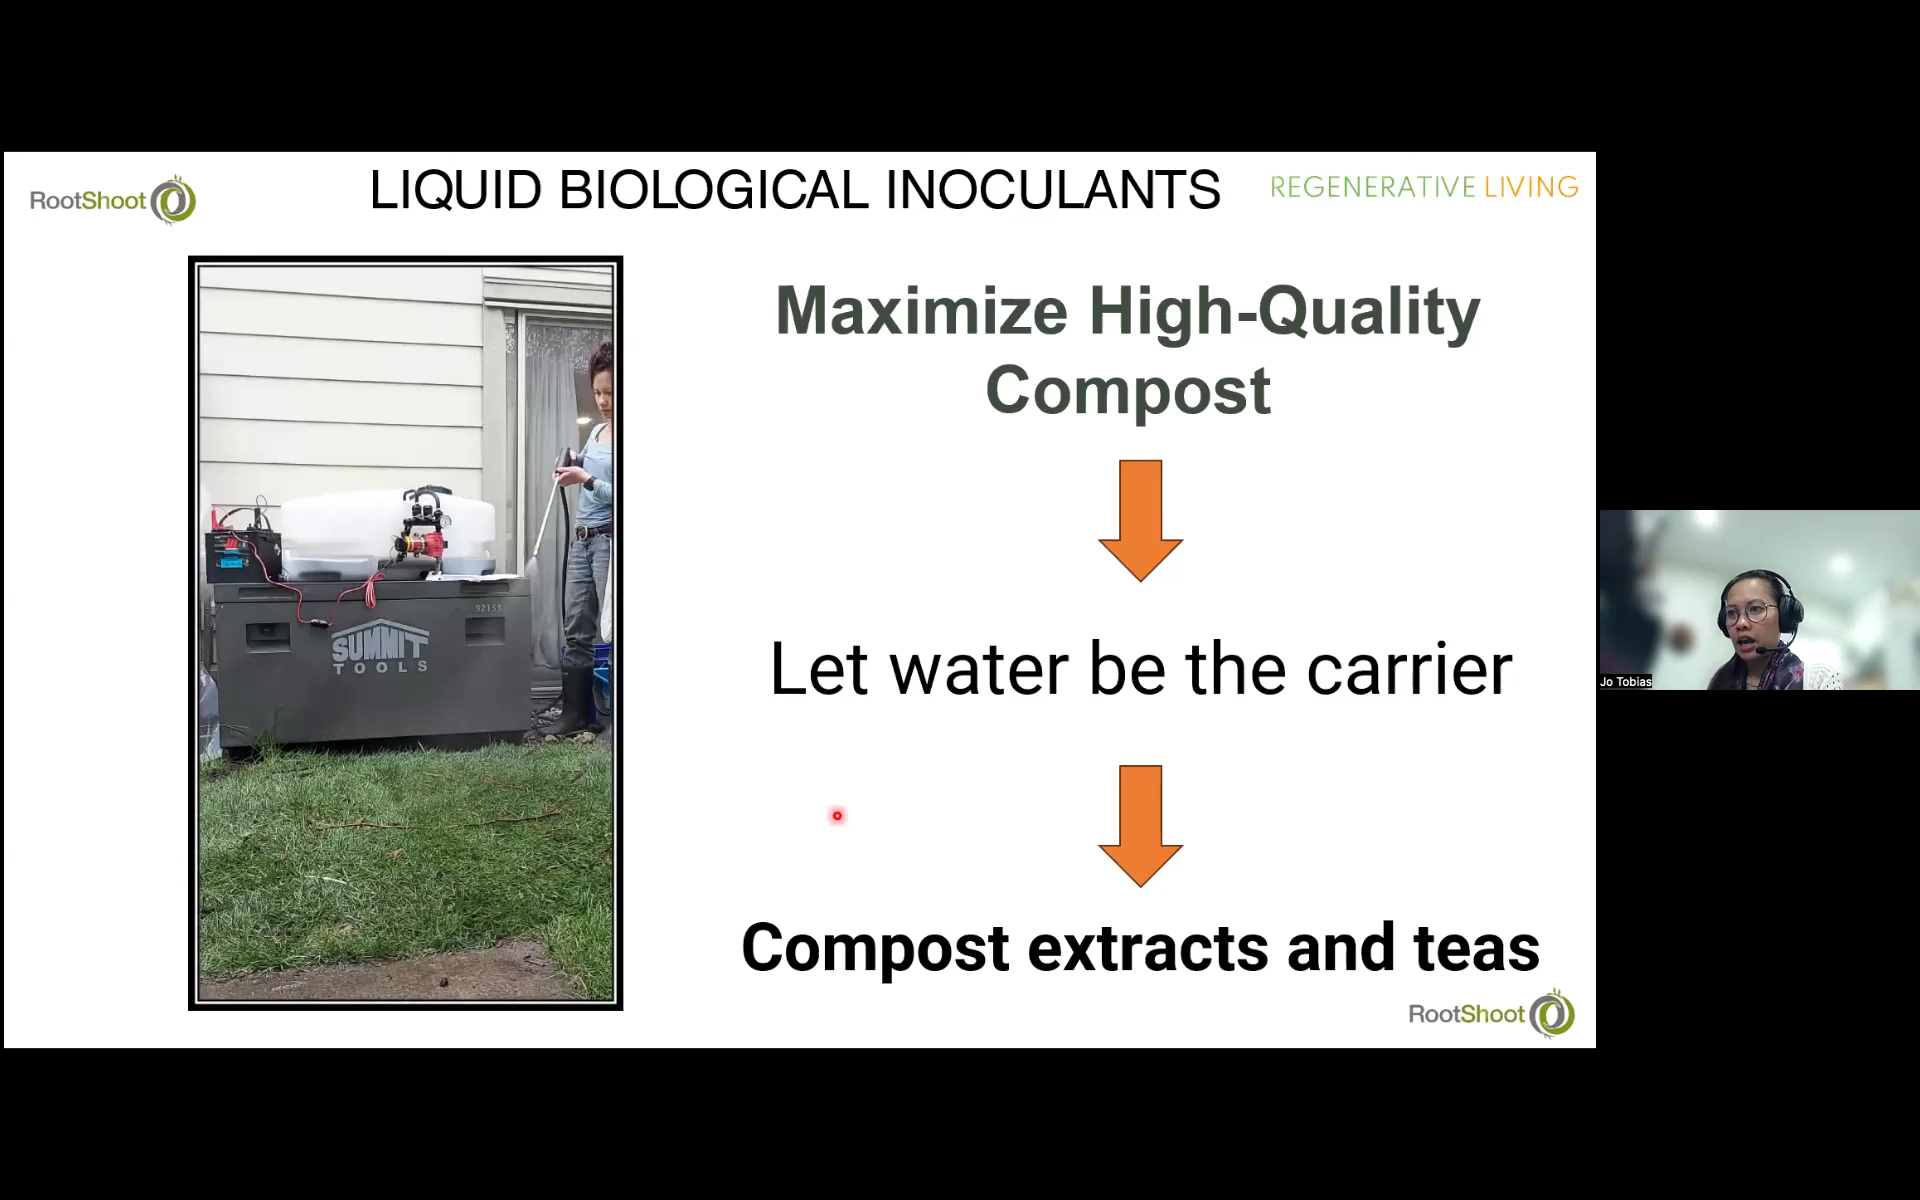 RootShoot
LIQUID BIOLOGICAL INOCULANTS
REGENERATIVE LIVING
Maximize High-Quality
Compost
92153
SUMMIT
TOOLS
Let water be the carrier
Jo Tobias
Compost extracts and teas
RootShoot